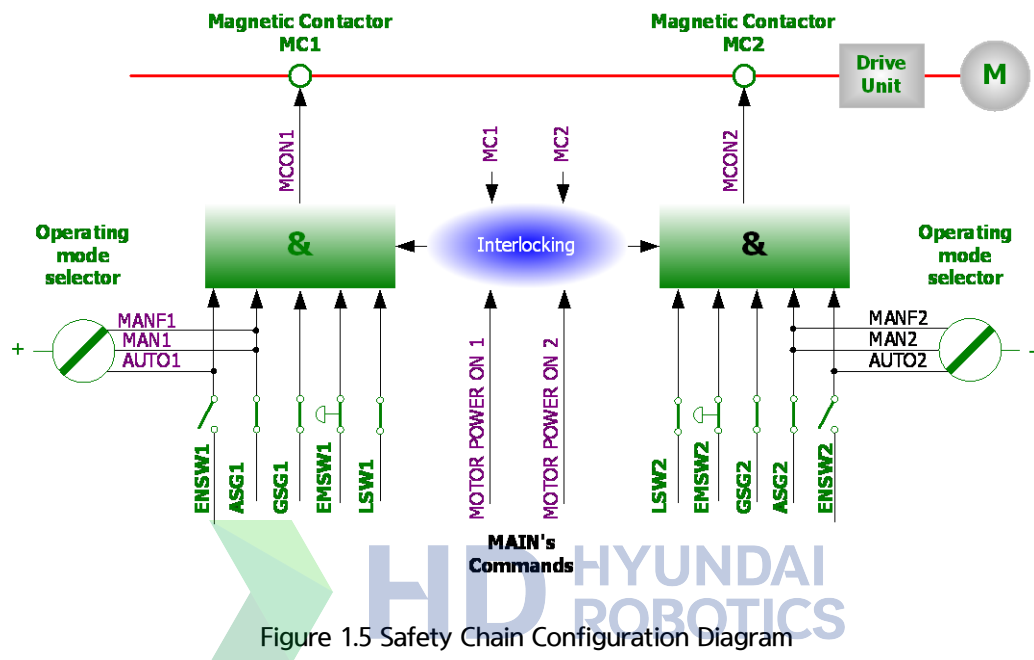 Magnetic Contactor
MC1
Magnetic Contactor
MC2
Drive
Unit
M
MCON1
MC1
MC2
MCON2
Operating
mode
selector
&
Interlocking
&
Operating
mode
selector
+
MANF1
MAN1
AUTO1
MANF2
MAN2
AUTO2
-
ENSW1
ASG1
GSG1
EMSW1
LSW1
MOTOR POWER ON 1
MOTOR POWER ON 2
LSW2
EMSW2
GSG2
ASG2
ENSW2
MAIN's
Commands
HD HYUNDAI
ROBOTICS
Figure 1.5 Safety Chain Configuration Diagram